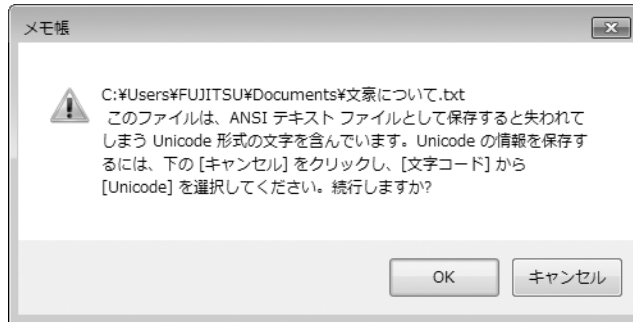 メモ帳
C:¥Users¥FUJITSU¥Documents¥文豪について.txt
このファイルは、ANSI テキスト ファイルとして保存すると失われて
しまう Unicode 形式の文字を含んでいます。Unicode の情報を保存す
るには、下の [キャンセル] をクリックし、[文字コード] から
[Unicode] を選択してください。続行しますか?
OK
キャンセル